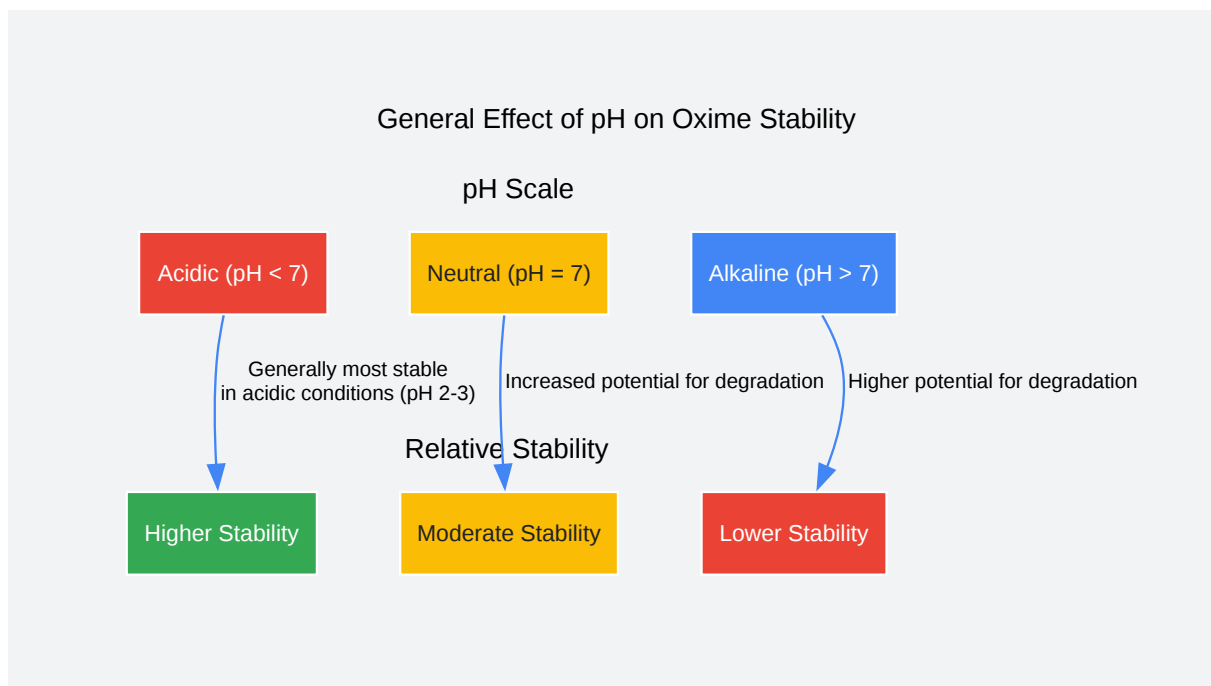 General Effect of pH on Oxime Stability
pH Scale
Acidic (pH < 7)
Neutral (pH = 7)
Alkaline (pH > 7)
Generally most stable
in acidic conditions (pH 2-3)
Increased potential for degradation
Higher potential for degradation
Relative Stability
Higher Stability
Moderate Stability
Lower Stability